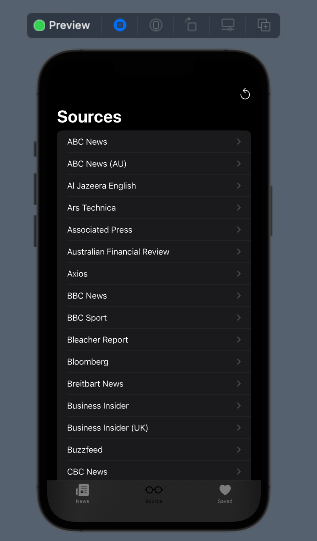 Preview
Sources
ABC News
ABC News (AU)
Al Jazeera English
Ars Technica
Associated Press
Australian Financial Review
Axios
BBC News
BBC Sport
Bleacher Report
Bloomberg
Breitbart News
Business Insider
Business Insider (UK)
Buzzfeed
CBC News
News
Saved